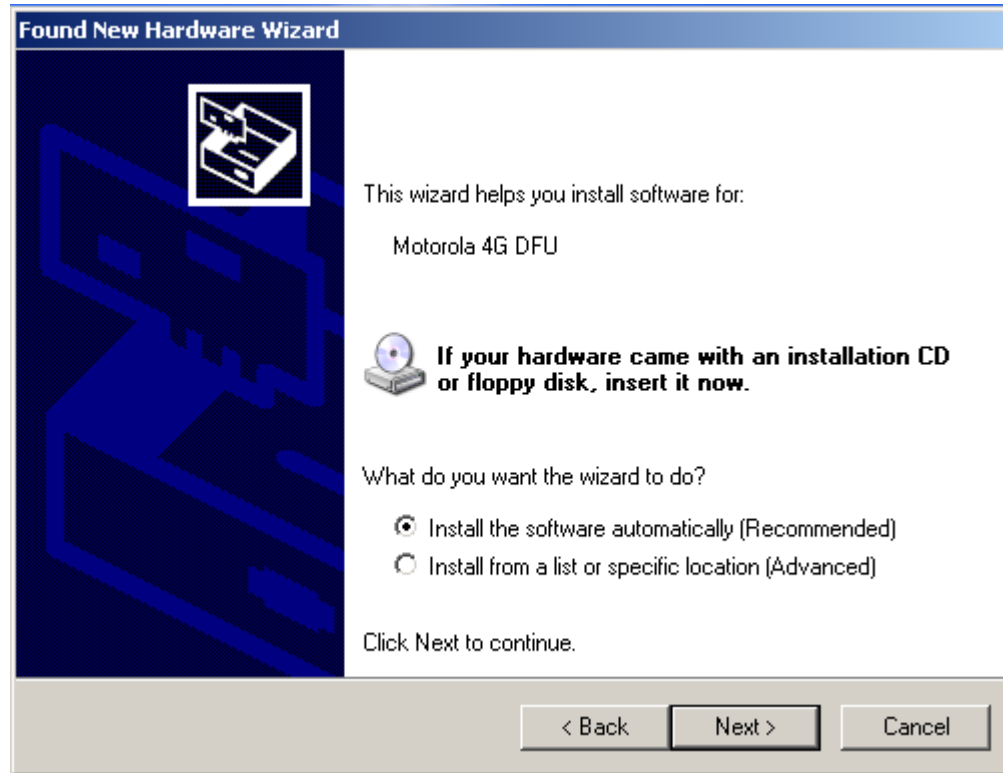 Found New Hardware Wizard
This wizard helps you install software for:
Motorola 4G DFU
If your hardware came with an installation CD
or floppy disk, insert it now.
What do you want the wizard to do?
Install the software automatically (Recommended)
Install from a list or specific location (Advanced)
Click Next to continue.
< Back
Next >
Cancel